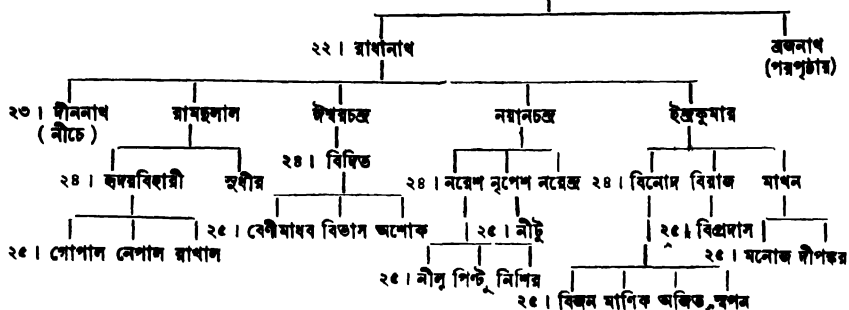 ২২। রাধানাথ ব্রজনাথ
(পরপৃষ্ঠায়)
২৩। দীননাথ রামদুলাল ঈশ্বরচন্দ্র নয়ানচন্দ্র ইন্দ্রকুমার
(নীচে)
২৪। হৃদয়বিহারী সুধীর ২৪। বিম্বিত ২৪। নরেশ নৃপেশ নরেন্দ্র ২৪। বিনোদ বিরাজ মাখন
২৫। গোপাল নেপাল রাখাল ২৫। বেণীমাধব বিভাস অশোক ২৫। নীটু ২৫। বিপ্রদাস
২৫। নীলু পিন্টু নিশির ২৫। মনোজ দীপঙ্কর
২৫। বিজন মাণিক অজিত স্বপন